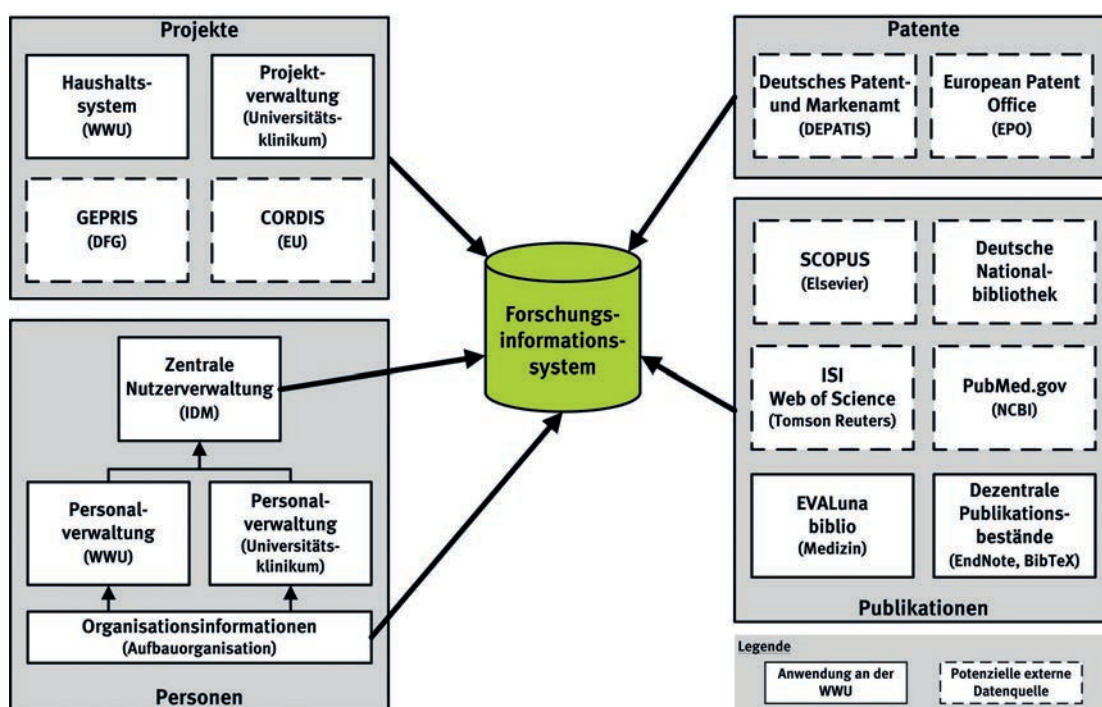 Projekte
Haushalts-
system
(WWU)
Projekt-
verwaltung
(Universitäts-
klinikum)
GEPRIS
(DFG)
CORDIS
(EU)
Zentrale
Nutzerverwaltung
(IDM)
Personal-
verwaltung
(WWU)
Personal-
verwaltung
(Universitäts-
klinikum)
Organisationsinformationen
(Aufbauorganisation)
Personen
Forschungs-
informations-
system
Patente
Deutsches Patent-
und Markenamt
(DEPATIS)
European Patent
Office
(EPO)
SCOPUS
(Elsevier)
Deutsche
National-
bibliothek
ISI
Web of Science
(Tomson Reuters)
PubMed.gov
(NCBI)
EVALuna
biblio
(Medizin)
Dezentrale
Publikations-
bestände
(EndNote, BibTeX)
Publikationen
Legende
Anwendung an der
WWU
Potenzielle externe
Datenquelle